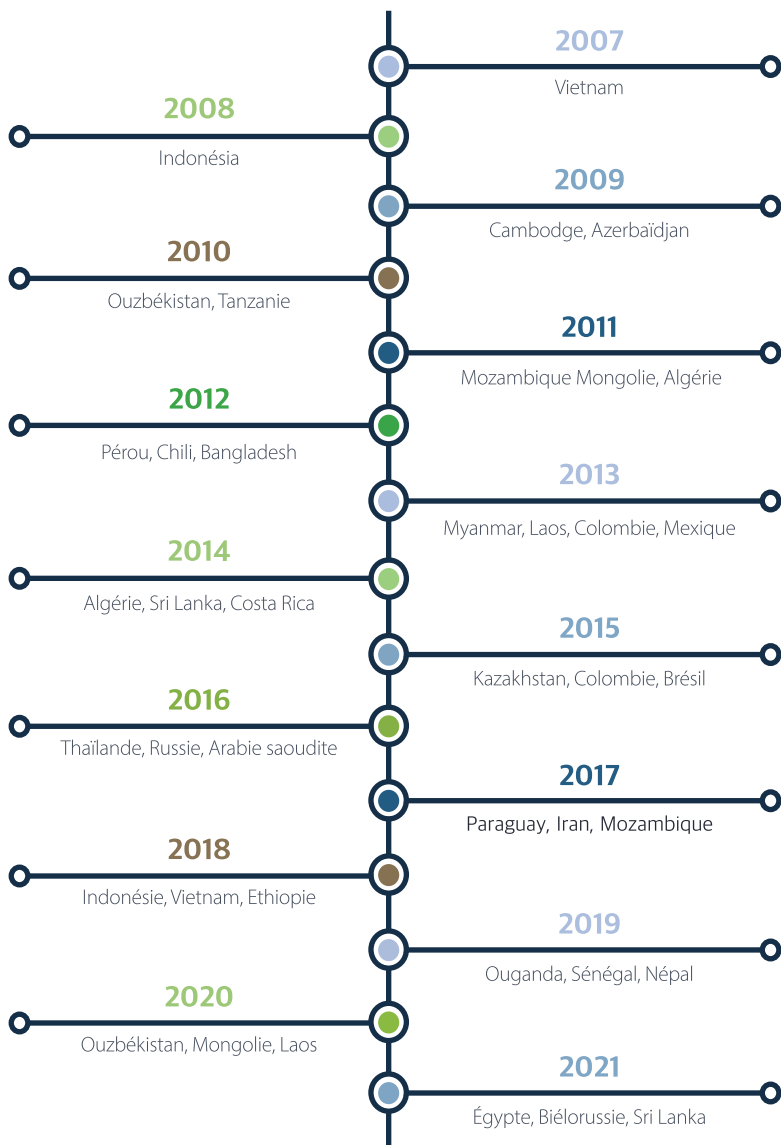 2007
Vietnam
2008
Indonésia
2009
Cambodge, Azerbaïdjan
2010
Ouzbékistan, Tanzanie
2011
Mozambique Mongolie, Algérie
2012
Pérou, Chili, Bangladesh
2013
Myanmar, Laos, Colombie, Mexique
2014
Algérie, Sri Lanka, Costa Rica
2015
Kazakhstan, Colombie, Brésil
2016
Thaïlande, Russie, Arabie saoudite
2017
Paraguay, Iran, Mozambique
2018
Indonésie, Vietnam, Ethiopie
2019
Ouganda, Sénégal, Népal
2020
Ouzbékistan, Mongolie, Laos
2021
Égypte, Biélorussie, Sri Lanka